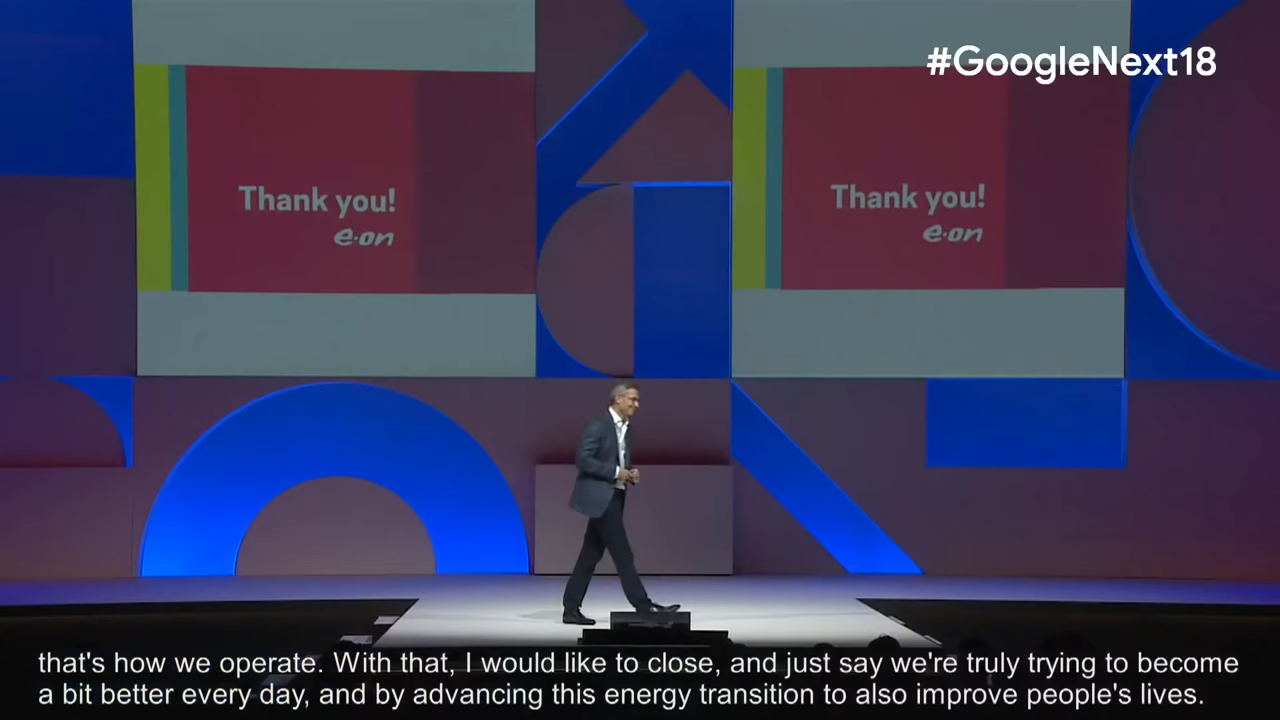 #GoogleNext18
Thank you!
e·on
Thank you!
e·on
that's how we operate. With that, I would like to close, and just say we're truly trying to become
a bit better every day, and by advancing this energy transition to also improve people's lives.